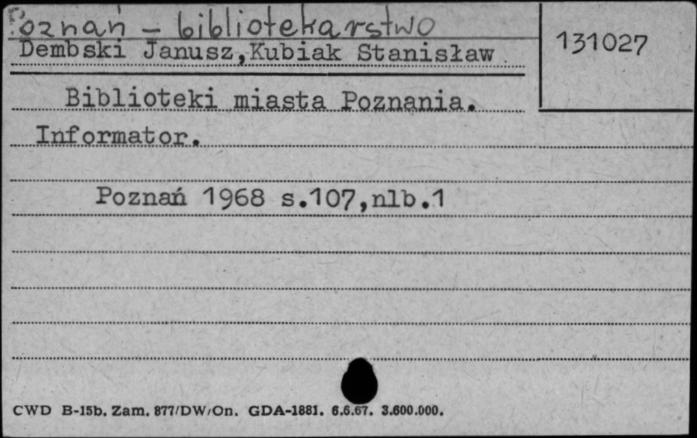 Poznań – bibliotekarstwo
131027
Dembski Janusz,Kubiak Stanisław
Biblioteki miasta Poznania.
Informator.
Poznań 1968 s.107,nlb.1
CWD B-15b. Zam. 877/DW/On. GDA-1881. 6.6.67. 3.600.000.